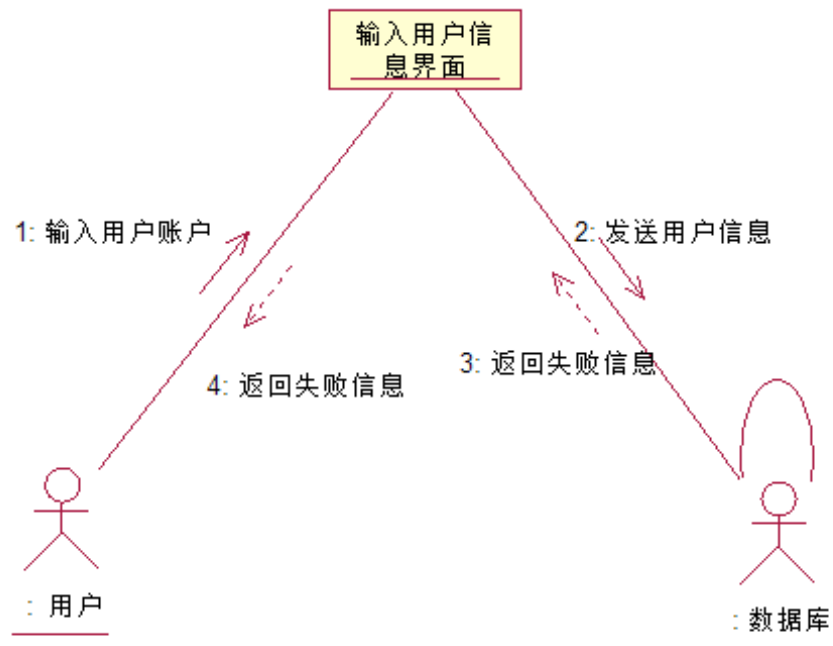 输入用户信
息界面
1: 输入用户账户
2: 发送用户信息
3: 返回失败信息
4: 返回失败信息
: 用户
: 数据库